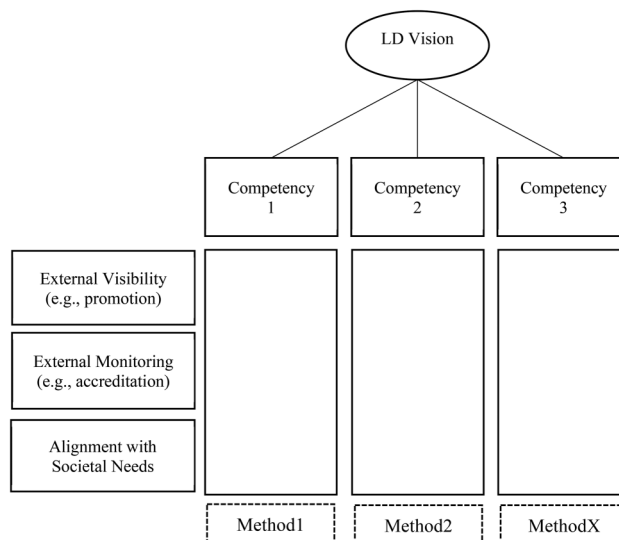 LD Vision
Competency
1
Competency
2
Competency
3
External Visibility
(e.g., promotion)
External Monitoring
(e.g., accreditation)
Alignment with
Societal Needs
Method1
Method2
MethodX